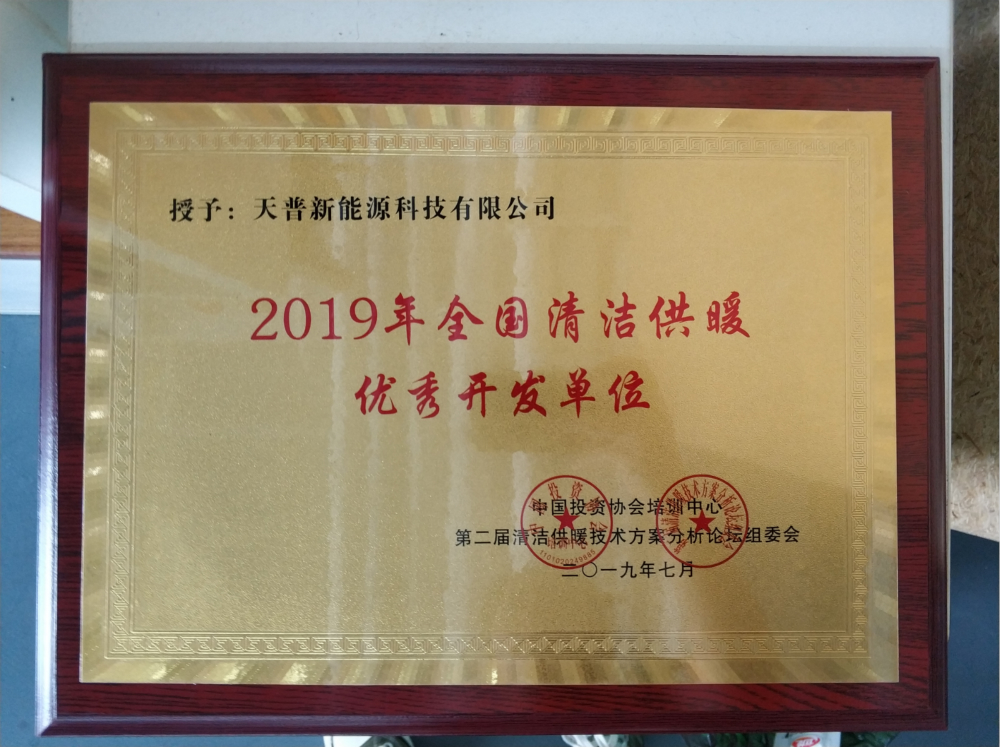 授予：天普新能源科技有限公司
2019年全国清洁供暖
优秀开发单位
中国投资协会培训中心
第二届清洁供暖技术方案分析论坛组委会
二〇一九年七月